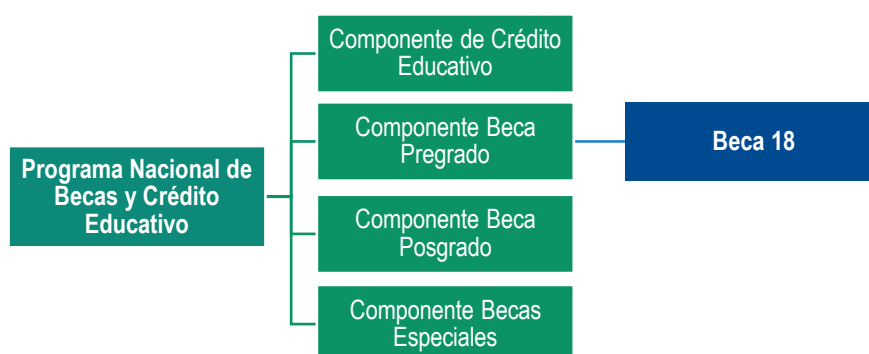 Componente de Crédito
Educativo
Componente Beca
Pregrado
Beca 18
Programa Nacional de
Becas y Crédito
Educativo
Componente Beca
Posgrado
Componente Becas
Especiales